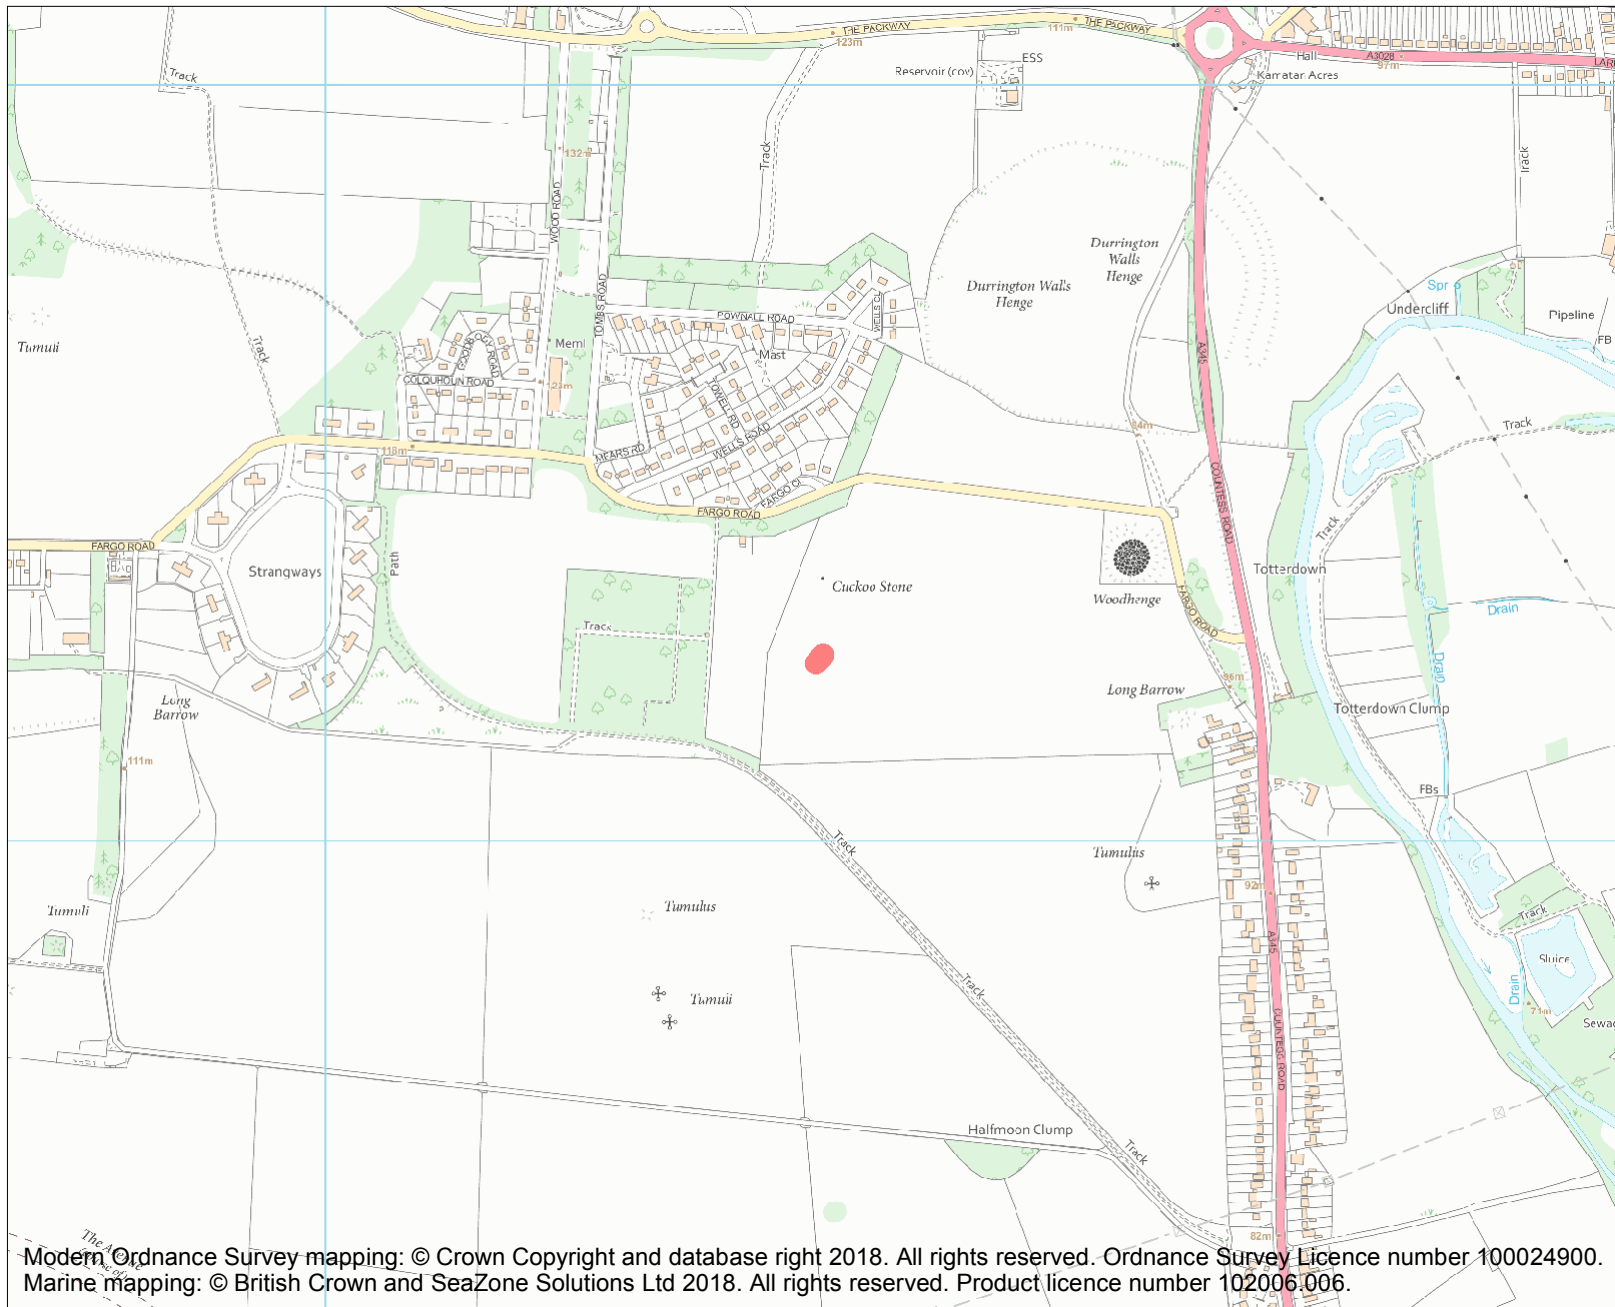 THE PACKWAY
THE PACKWAY
123m
111m
ESS
Reservoir (cov)
Hall
Karratar Acres
A3028
97m
Track
Track
Track
132m
WOOD ROAD
TOMBS ROAD
Durrington
Walls
Henge
Durrington Walls
Henge
Spr
Undercliff
Pipeline
FB
Tumuli
Track
POWNALL ROAD
WELLS CL
Meml
Mast
COLQUHOUN ROAD
123m
A345
TOWELL RD
WELLS ROAD
MEARS RD
118m
84m
Track
FARGO CL
FARGO ROAD
COUNTESS ROAD
Track
FARGO ROAD
Path
Strangways
Cuckoo Stone
Woodhenge
FARGO ROAD
Totterdown
Drain
Track
Drain
Long
Barrow
Long Barrow
96m
Totterdown Clump
111m
FBs
Track
Tumulus
92m
Tumuli
Tumulus
Track
A345
Sluice
Track
Tumuli
Drain
71m
COUNTESS ROAD
Halfmoon Clump
Track
82m
Modern Ordnance Survey mapping: © Crown Copyright and database right 2018. All rights reserved. Ordnance Survey Licence number 100024900.
Marine mapping: © British Crown and SeaZone Solutions Ltd 2018. All rights reserved. Product licence number 102006.006.